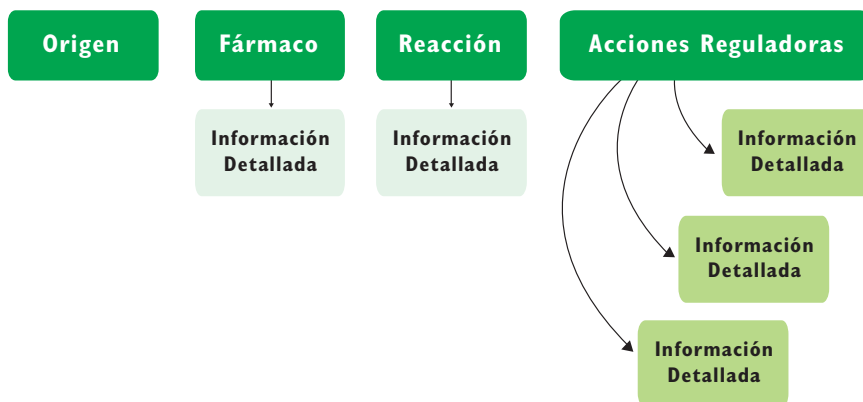 Origen
Fármaco
Reacción
Acciones Reguladoras
Información
Detallada
Información
Detallada
Información
Detallada
Información
Detallada
Información
Detallada